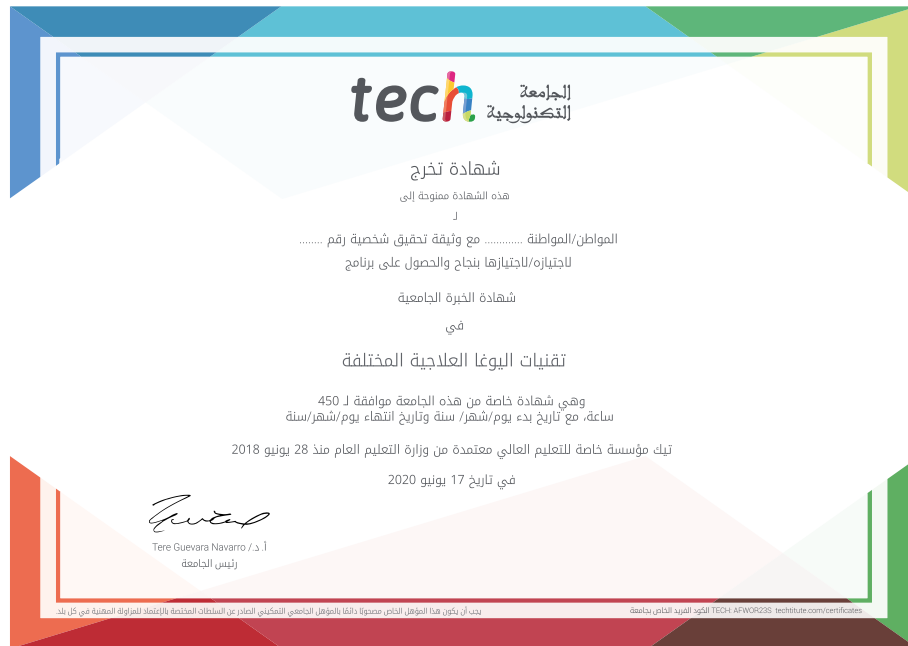 tech الجامعة
التكنولوجية
شهادة تخرج
هذه الشهادة ممنوحة إلى
لـ
المواطن/المواطنة ............. مع وثيقة تحقيق شخصية رقم ........
لاجتيازه/لاجتيازها بنجاح والحصول على برنامج
شهادة الخبرة الجامعية
في
تقنيات اليوغا العلاجية المختلفة
وهي شهادة خاصة من هذه الجامعة موافقة لـ 450
ساعة، مع تاريخ بدء يوم/شهر/ سنة وتاريخ انتهاء يوم/شهر/سنة
تيك مؤسسة خاصة للتعليم العالي معتمدة من وزارة التعليم العام منذ 28 يونيو 2018
في تاريخ 17 يونيو 2020
أ.د./ Tere Guevara Navarro
رئيس الجامعة
يجب أن يكون هذا المؤهل الخاص مصحوبًا دائمًا بالمؤهل الجامعي التمكيني الصادر عن السلطات المختصة بالإعتماد للمزاولة المهنية في كل بلد.
الكود الفريد الخاص بجامعة TECH: AFWOR23S techtitute.com/certificates